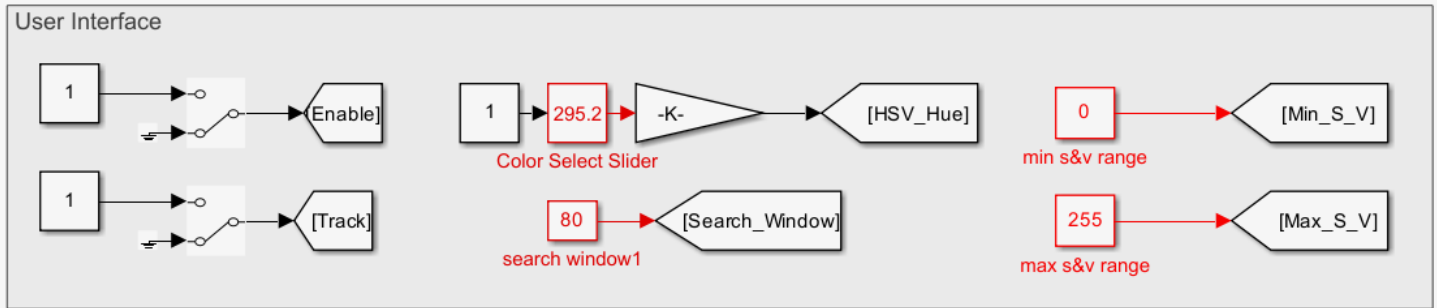 User Interface
1
[Enable]
1
[Track]
1
295.2
-K-
[HSV_Hue]
Color Select Slider
80
[Search_Window]
search window1
0
[Min_S_V]
min s&v range
255
[Max_S_V]
max s&v range